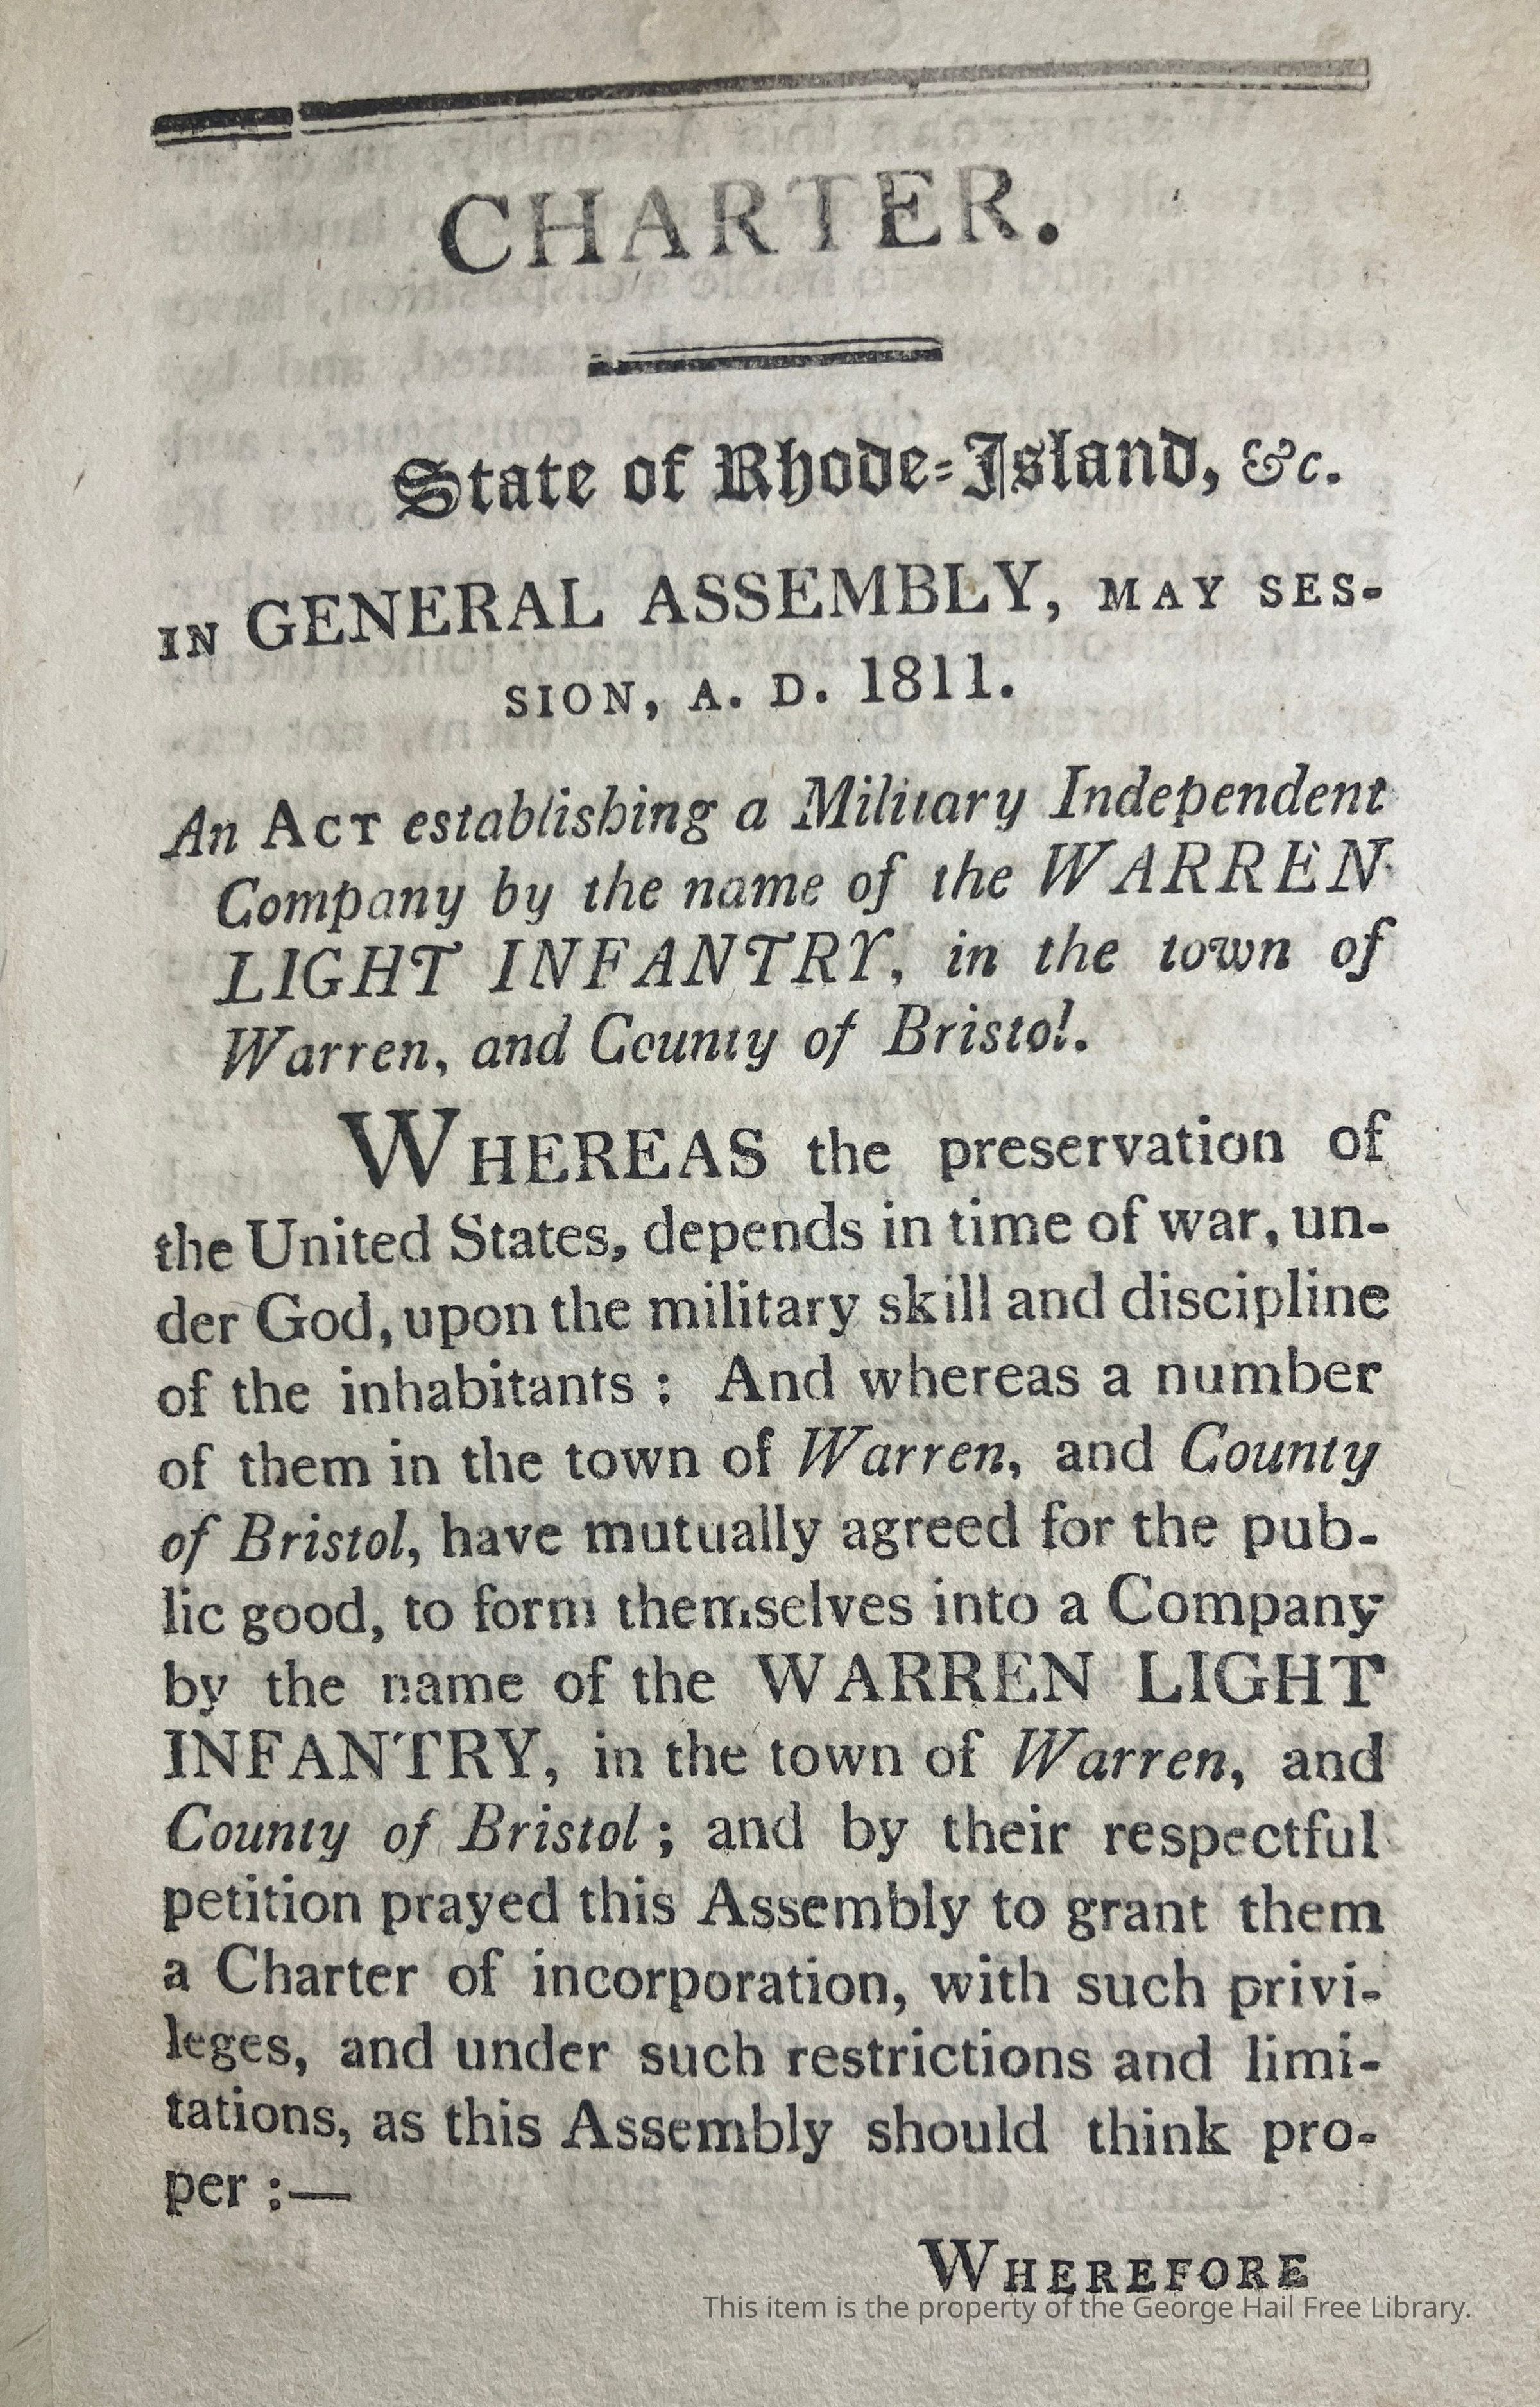 CHARTER.
State of Rhode-Island, &c.
IN GENERAL ASSEMBLY, MAY SES-
SION, A. D. 1811.
An ACT establishing a Military Independent
Company by the name of the WARREN
LIGHT INFANTRY, in the town of
Warren, and County of Bristol.
WHEREAS the preservation of
the United States, depends in time of war, un-
der God, upon the military skill and discipline
of the inhabitants : And whereas a number
of them in the town of Warren, and County
of Bristol, have mutually agreed for the pub-
lic good, to form themselves into a Company
by the name of the WARREN LIGHT
INFANTRY, in the town of Warren, and
County of Bristol ; and by their respectful
petition prayed this Assembly to grant them
a Charter of incorporation, with such privi-
leges, and under such restrictions and limi-
tations, as this Assembly should think pro-
per :—
WHEREFORE
This item is the property of the George Hail Free Library.